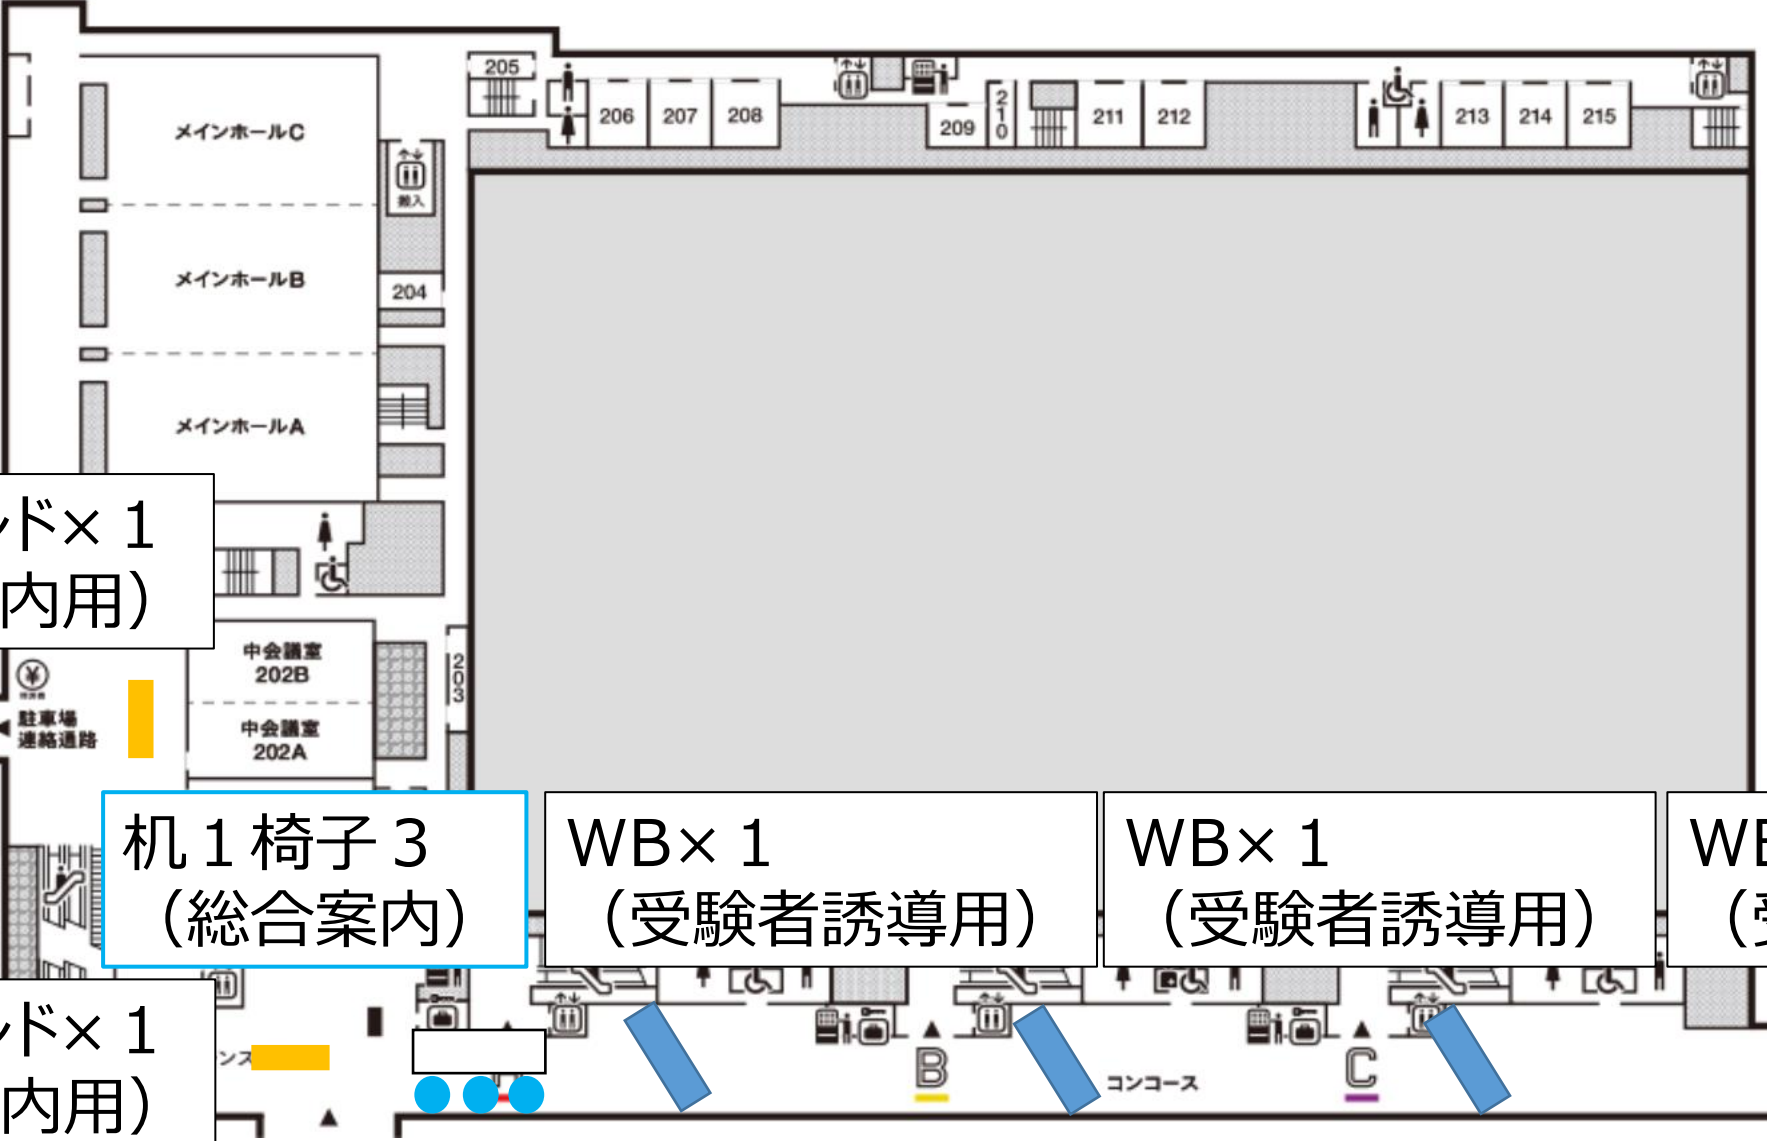 205
206
207
208
209
210
211
212
213
214
215
メインホールC
搬入
メインホールB
204
メインホールA
ド×１
内用）
中会議室
202B
中会議室
202A
203
¥
駐車場
連絡通路
机１椅子３
（総合案内）
WB×１
（受験者誘導用）
WB×１
（受験者誘導用）
WB
ド×１
内用）
B
コンコース
C